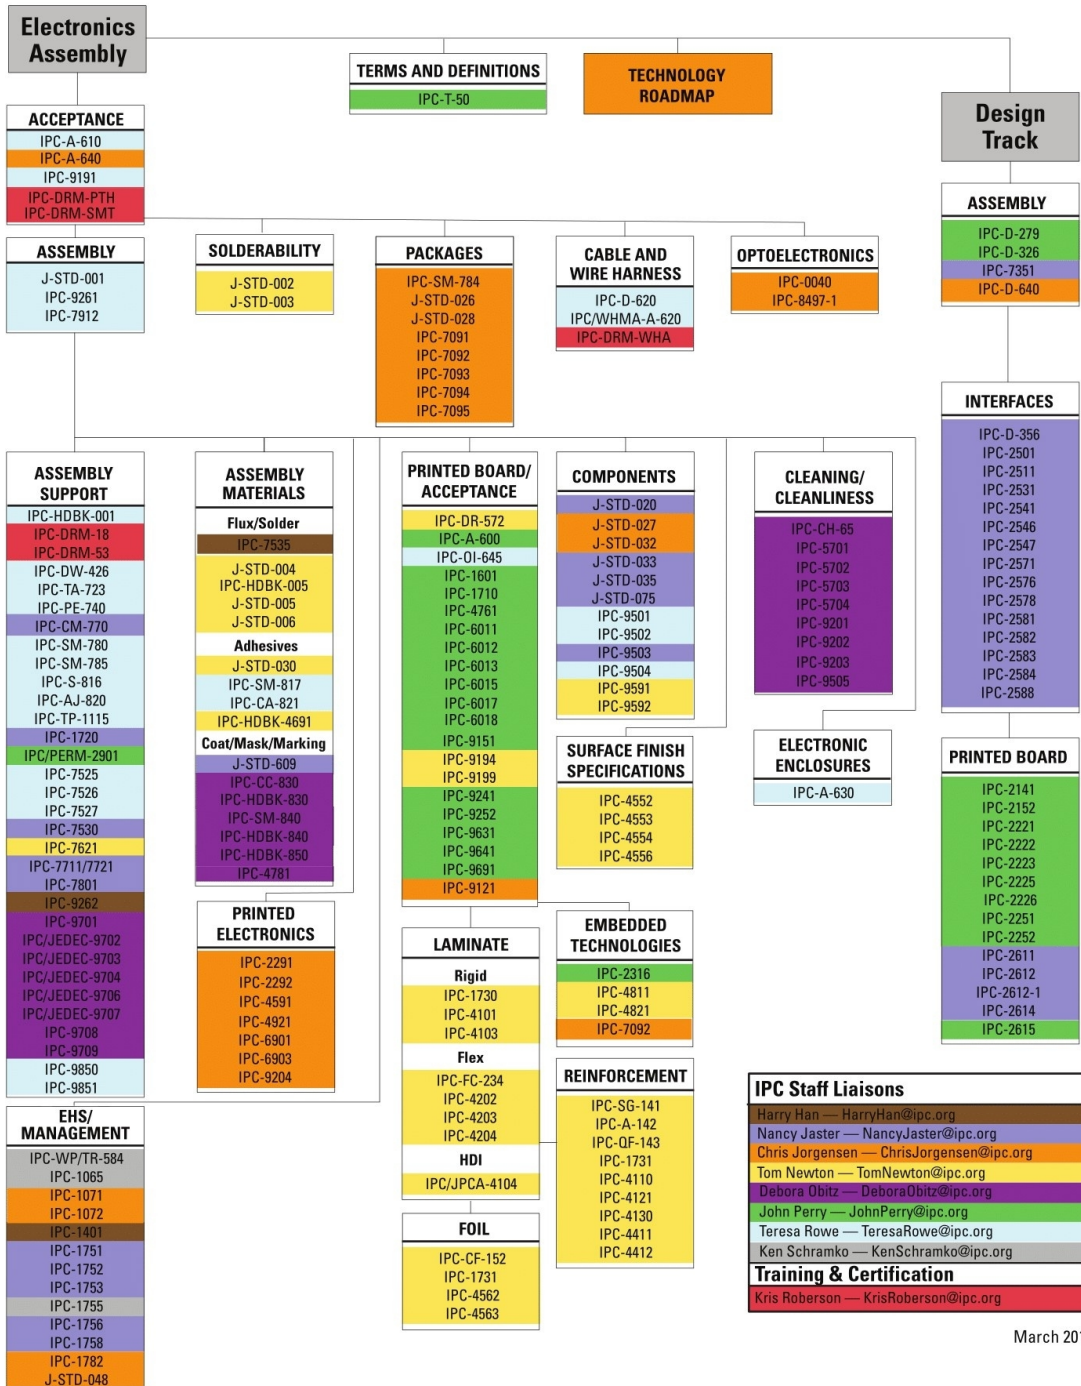 Electronics
Assembly
TERMS AND DEFINITIONS
IPC-T-50
TECHNOLOGY
ROADMAP
Design
Track
ACCEPTANCE
IPC-A-610
IPC-A-640
IPC-9191
IPC-DRM-PTH
IPC-DRM-SMT
ASSEMBLY
J-STD-001
IPC-9261
IPC-7912
SOLDERABILITY
J-STD-002
J-STD-003
PACKAGES
IPC-SM-784
J-STD-026
J-STD-028
IPC-7091
IPC-7092
IPC-7093
IPC-7094
IPC-7095
CABLE AND
WIRE HARNESS
IPC-D-620
IPC/WHMA-A-620
IPC-DRM-WHA
OPTOELECTRONICS
IPC-0040
IPC-8497-1
ASSEMBLY
IPC-D-279
IPC-D-326
IPC-7351
IPC-D-640
INTERFACES
IPC-D-356
IPC-2501
IPC-2511
IPC-2531
IPC-2541
IPC-2546
IPC-2547
IPC-2571
IPC-2576
IPC-2578
IPC-2581
IPC-2582
IPC-2583
IPC-2584
IPC-2588
ASSEMBLY
SUPPORT
IPC-HDBK-001
IPC-DRM-18
IPC-DRM-53
IPC-DW-426
IPC-TA-723
IPC-PE-740
IPC-CM-770
IPC-SM-780
IPC-SM-785
IPC-S-816
IPC-AJ-820
IPC-TP-1115
IPC-1720
IPC/PERM-2901
IPC-7525
IPC-7526
IPC-7527
IPC-7530
IPC-7621
IPC-7711/7721
IPC-7801
IPC-9262
IPC-9701
IPC/JEDEC-9702
IPC/JEDEC-9703
IPC/JEDEC-9704
IPC/JEDEC-9706
IPC/JEDEC-9707
IPC-9708
IPC-9709
IPC-9850
IPC-9851
ASSEMBLY
MATERIALS
Flux/Solder
IPC-7535
J-STD-004
IPC-HDBK-005
J-STD-005
J-STD-006
Adhesives
J-STD-030
IPC-SM-817
IPC-CA-821
IPC-HDBK-4691
Coat/Mask/Marking
J-STD-609
IPC-CC-830
IPC-HDBK-830
IPC-SM-840
IPC-HDBK-840
IPC-HDBK-850
IPC-4781
PRINTED BOARD/
ACCEPTANCE
IPC-DR-572
IPC-A-600
IPC-OI-645
IPC-1601
IPC-1710
IPC-4761
IPC-6011
IPC-6012
IPC-6013
IPC-6015
IPC-6017
IPC-6018
IPC-9151
IPC-9194
IPC-9199
IPC-9241
IPC-9252
IPC-9631
IPC-9641
IPC-9691
IPC-9121
COMPONENTS
J-STD-020
J-STD-027
J-STD-032
J-STD-033
J-STD-035
J-STD-075
IPC-9501
IPC-9502
IPC-9503
IPC-9504
IPC-9591
IPC-9592
CLEANING/
CLEANLINESS
IPC-CH-65
IPC-5701
IPC-5702
IPC-5703
IPC-5704
IPC-9201
IPC-9202
IPC-9203
IPC-9505
SURFACE FINISH
SPECIFICATIONS
IPC-4552
IPC-4553
IPC-4554
IPC-4556
ELECTRONIC
ENCLOSURES
IPC-A-630
PRINTED BOARD
IPC-2141
IPC-2152
IPC-2221
IPC-2222
IPC-2223
IPC-2225
IPC-2226
IPC-2251
IPC-2252
IPC-2611
IPC-2612
IPC-2612-1
IPC-2614
IPC-2615
PRINTED
ELECTRONICS
IPC-2291
IPC-2292
IPC-4591
IPC-4921
IPC-6901
IPC-6903
IPC-9204
LAMINATE
Rigid
IPC-1730
IPC-4101
IPC-4103
Flex
IPC-FC-234
IPC-4202
IPC-4203
IPC-4204
HDI
IPC/JPCA-4104
EMBEDDED
TECHNOLOGIES
IPC-2316
IPC-4811
IPC-4821
IPC-7092
REINFORCEMENT
IPC-SG-141
IPC-A-142
IPC-QF-143
IPC-1731
IPC-4110
IPC-4121
IPC-4130
IPC-4411
IPC-4412
FOIL
IPC-CF-152
IPC-1731
IPC-4562
IPC-4563
EHS/
MANAGEMENT
IPC-WP/TR-584
IPC-1065
IPC-1071
IPC-1072
IPC-1401
IPC-1751
IPC-1752
IPC-1753
IPC-1755
IPC-1756
IPC-1758
IPC-1782
J-STD-048
IPC Staff Liaisons
Harry Han — HarryHan@ipc.org
Nancy Jaster — NancyJaster@ipc.org
Chris Jorgensen — ChrisJorgensen@ipc.org
Tom Newton — TomNewton@ipc.org
Debora Obitz — DeboraObitz@ipc.org
John Perry — JohnPerry@ipc.org
Teresa Rowe — TeresaRowe@ipc.org
Ken Schramko — KenSchramko@ipc.org
Training & Certification
Kris Roberson — KrisRoberson@ipc.org
March